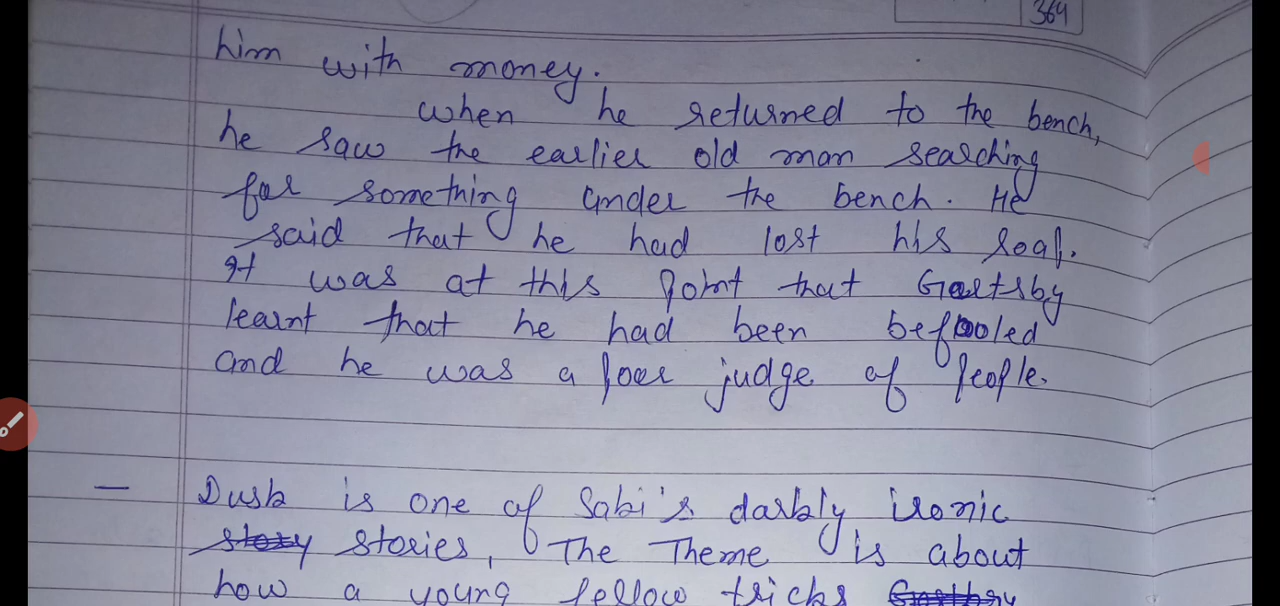 364
him with money.
when he returned to the bench,
he saw the earlier old man searching
for something under the bench. He
said that he had lost his soap.
It was at this point that Gortsby
learnt that he had been befooled
and he was a poor judge of people.
— Dusk is one of Saki's darkly ironic
story stories, The Theme is about
how a young fellow tricks Gortsby